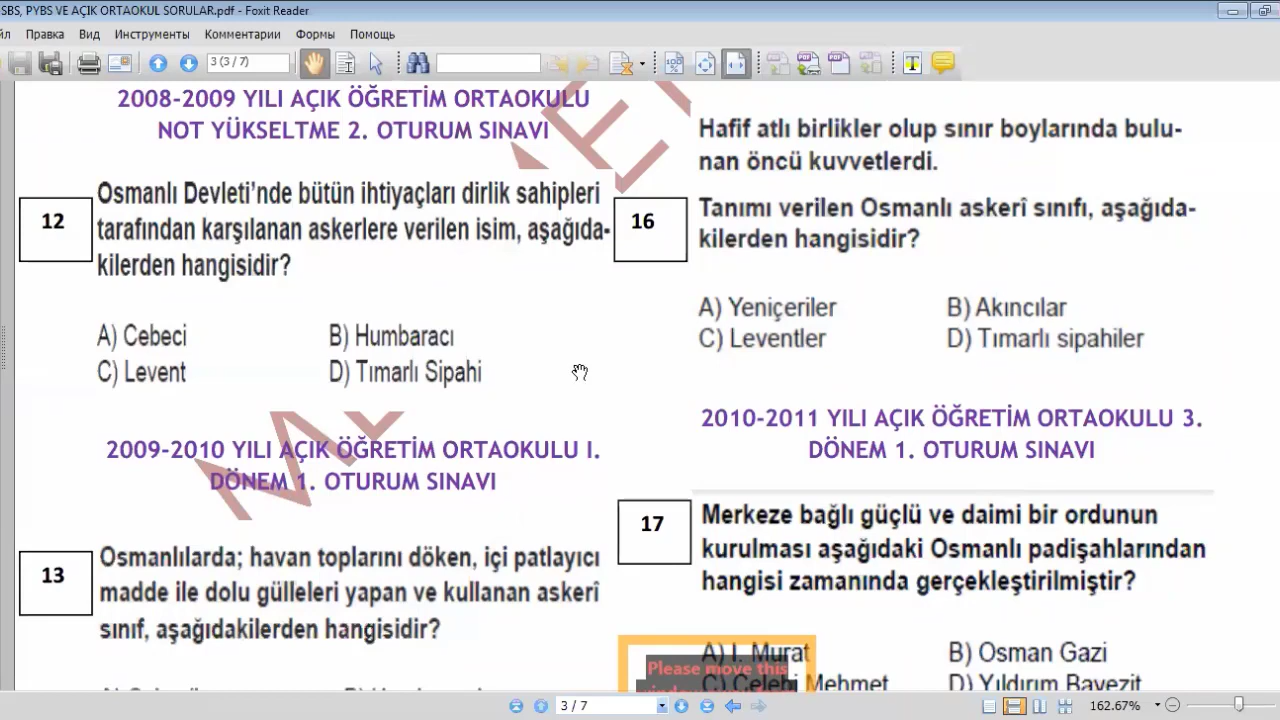 SBS, PYBS VE AÇIK ORTAOKUL SORULAR.pdf - Foxit Reader
Правка Вид Инструменты Комментарии Формы Помощь
3 (3 / 7)
2008-2009 YILI AÇIK ÖĞRETİM ORTAOKULU
NOT YÜKSELTME 2. OTURUM SINAVI
12
Osmanlı Devleti'nde bütün ihtiyaçları dirlik sahipleri
tarafından karşılanan askerlere verilen isim, aşağıda-
kilerden hangisidir?
A) Cebeci B) Humbaracı
C) Levent D) Tımarlı Sipahi
2009-2010 YILI AÇIK ÖĞRETİM ORTAOKULU I.
DÖNEM 1. OTURUM SINAVI
13
Osmanlılarda; havan toplarını döken, içi patlayıcı
madde ile dolu gülleleri yapan ve kullanan askerî
sınıf, aşağıdakilerden hangisidir?
Hafif atlı birlikler olup sınır boylarında bulu-
nan öncü kuvvetlerdi.
16
Tanımı verilen Osmanlı askerî sınıfı, aşağıda-
kilerden hangisidir?
A) Yeniçeriler B) Akıncılar
C) Leventler D) Tımarlı sipahiler
2010-2011 YILI AÇIK ÖĞRETİM ORTAOKULU 3.
DÖNEM 1. OTURUM SINAVI
17
Merkeze bağlı güçlü ve daimi bir ordunun
kurulması aşağıdaki Osmanlı padişahlarından
hangisi zamanında gerçekleştirilmiştir?
A) I. Murat B) Osman Gazi
Please move this
C) Çelebi Mehmet D) Yıldırım Bayezit
3 / 7
162.67%